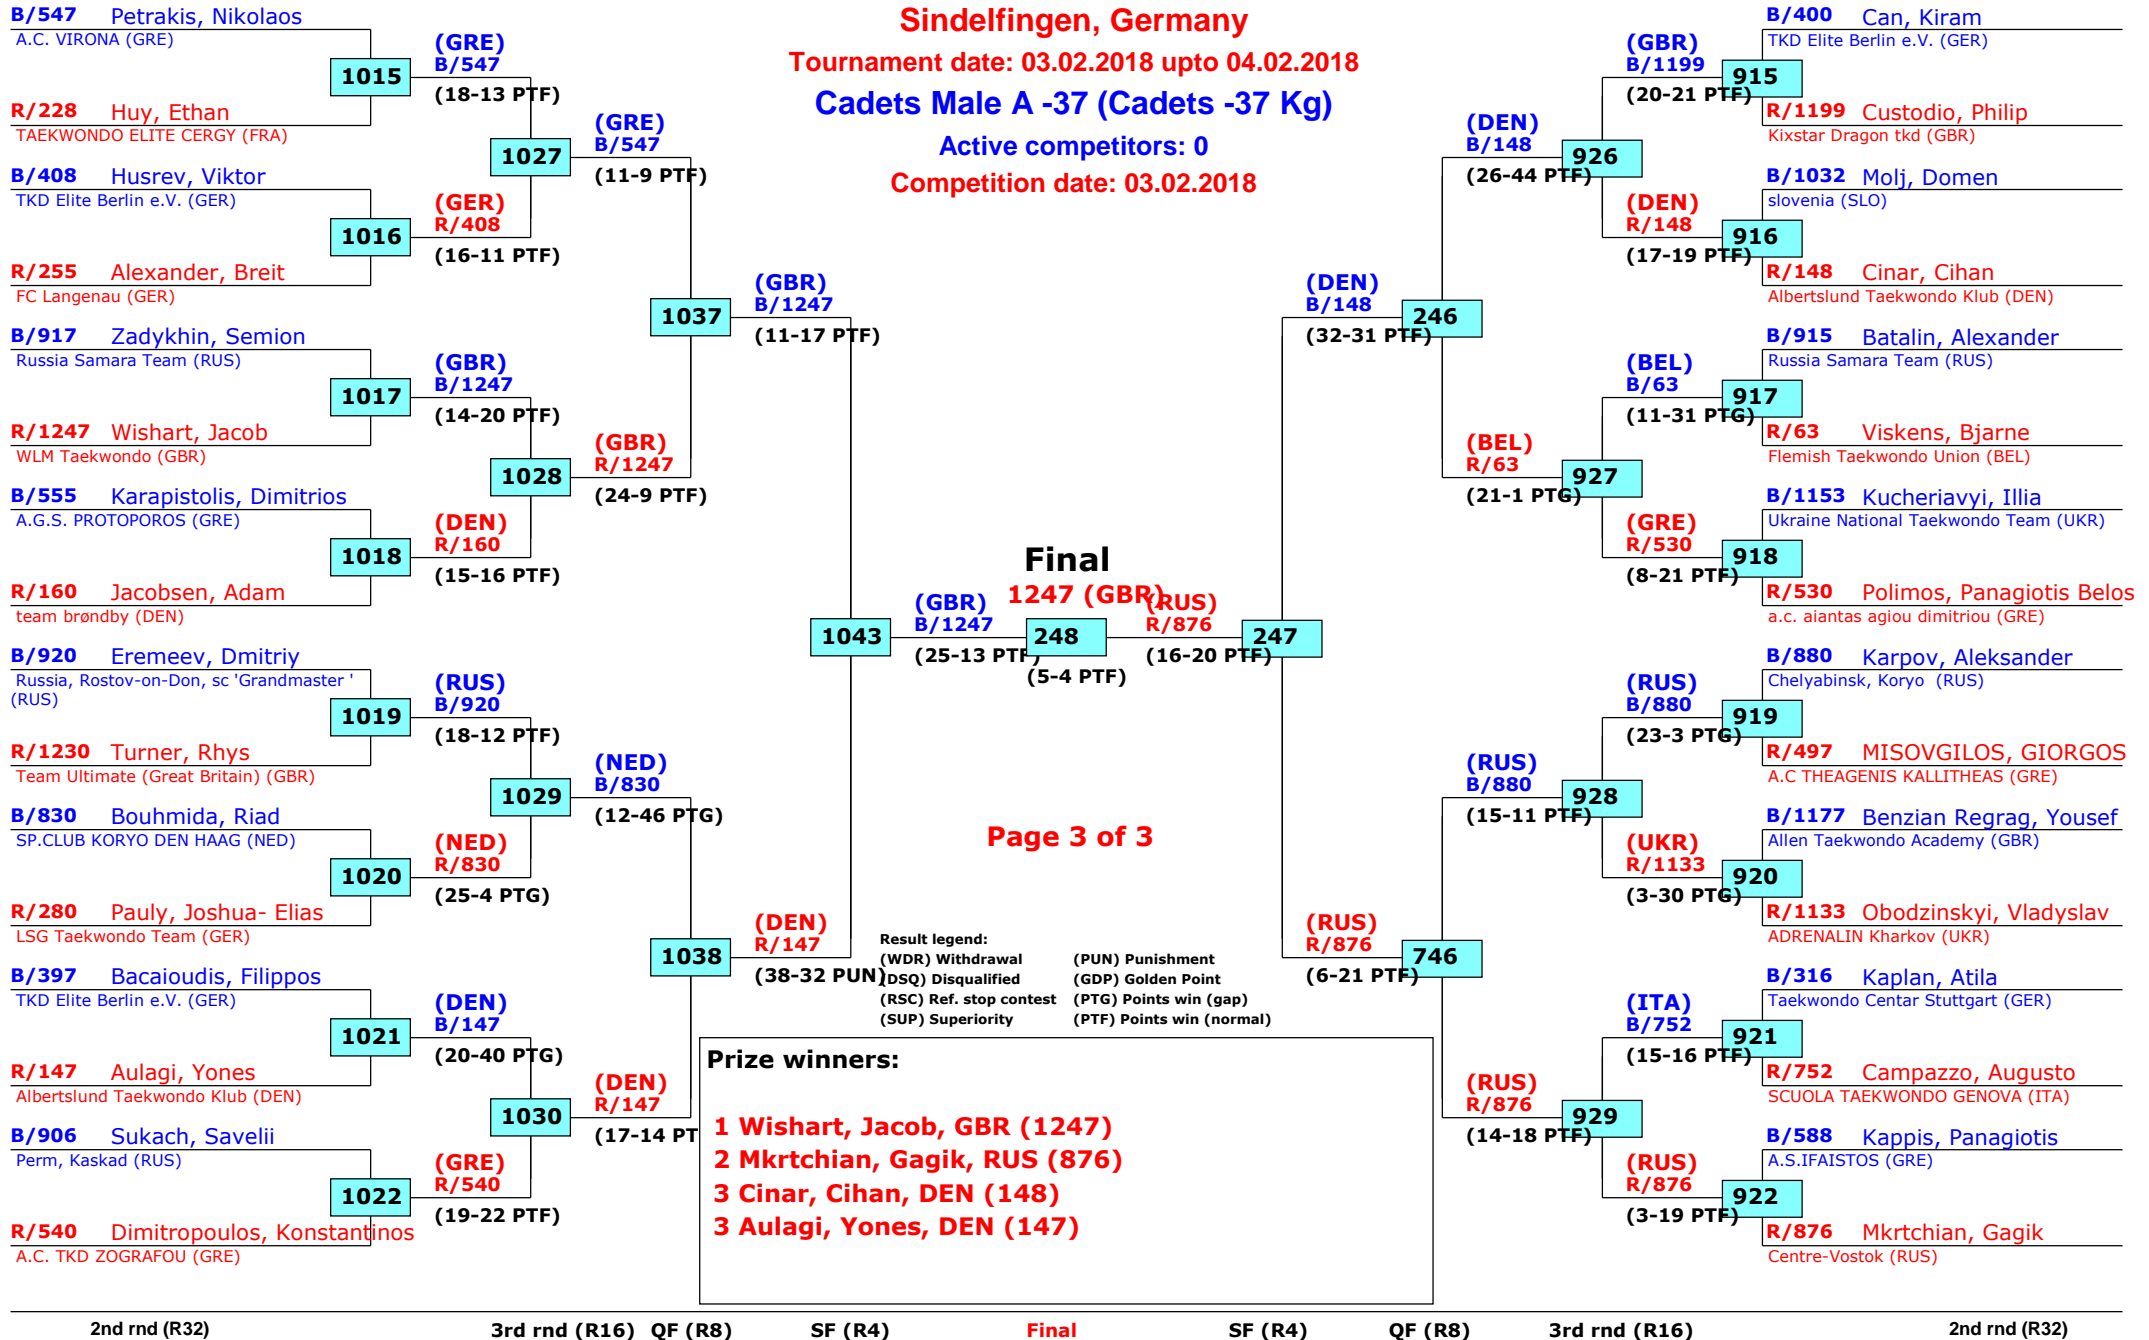 Sindelfingen, Germany
Tournament date: 03.02.2018 upto 04.02.2018
Cadets Male A -37 (Cadets -37 Kg)
Active competitors: 0
Competition date: 03.02.2018
B/547 Petrakis, Nikolaos
A.C. VIRONA (GRE)
1015
R/228 Huy, Ethan
TAEKWONDO ELITE CERGY (FRA)
B/408 Husrev, Viktor
TKD Elite Berlin e.V. (GER)
1016
R/255 Alexander, Breit
FC Langenau (GER)
B/917 Zadykhin, Semion
Russia Samara Team (RUS)
1017
R/1247 Wishart, Jacob
WLM Taekwondo (GBR)
B/555 Karapistolis, Dimitrios
A.G.S. PROTOPOROS (GRE)
1018
R/160 Jacobsen, Adam
team brøndby (DEN)
B/920 Eremeev, Dmitriy
Russia, Rostov-on-Don, sc 'Grandmaster '
(RUS)
1019
R/1230 Turner, Rhys
Team Ultimate (Great Britain) (GBR)
B/830 Bouhmida, Riad
SP.CLUB KORYO DEN HAAG (NED)
1020
R/280 Pauly, Joshua- Elias
LSG Taekwondo Team (GER)
B/397 Bacaioudis, Filippos
TKD Elite Berlin e.V. (GER)
1021
R/147 Aulagi, Yones
Albertslund Taekwondo Klub (DEN)
B/906 Sukach, Savelii
Perm, Kaskad (RUS)
1022
R/540 Dimitropoulos, Konstantinos
A.C. TKD ZOGRAFOU (GRE)
(GRE)
B/547
(18-13 PTF)
1027
(GER)
R/408
(16-11 PTF)
(GBR)
B/1247
(14-20 PTF)
1028
(DEN)
R/160
(15-16 PTF)
(RUS)
B/920
(18-12 PTF)
1029
(NED)
R/830
(25-4 PTG)
(DEN)
B/147
(20-40 PTG)
1030
(GRE)
R/540
(19-22 PTF)
(GRE)
B/547
(11-9 PTF)
1037
(GBR)
R/1247
(24-9 PTF)
(NED)
B/830
(12-46 PTG)
1038
(DEN)
R/147
(17-14 PT
(GBR)
B/1247
(11-17 PTF)
1043
(DEN)
R/147
(38-32 PUN)
Final
1247 (GBR)
(GBR)
B/1247
(25-13 PTF)
248
(5-4 PTF)
(RUS)
R/876
(16-20 PTF)
247
(DEN)
B/148
(32-31 PTF)
246
(RUS)
R/876
(6-21 PTF)
746
(DEN)
B/148
(26-44 PTF)
926
(BEL)
R/63
(21-1 PTG)
927
(RUS)
B/880
(15-11 PTF)
928
(RUS)
R/876
(14-18 PTF)
929
(GBR)
B/1199
(20-21 PTF)
915
(DEN)
R/148
(17-19 PTF)
916
(BEL)
B/63
(11-31 PTG)
917
(GRE)
R/530
(8-21 PTF)
918
(RUS)
B/880
(23-3 PTG)
919
(UKR)
R/1133
(3-30 PTG)
920
(ITA)
B/752
(15-16 PTF)
921
(RUS)
R/876
(3-19 PTF)
922
B/400 Can, Kiram
TKD Elite Berlin e.V. (GER)
R/1199 Custodio, Philip
Kixstar Dragon tkd (GBR)
B/1032 Molj, Domen
slovenia (SLO)
R/148 Cinar, Cihan
Albertslund Taekwondo Klub (DEN)
B/915 Batalin, Alexander
Russia Samara Team (RUS)
R/63 Viskens, Bjarne
Flemish Taekwondo Union (BEL)
B/1153 Kucheriavyi, Illia
Ukraine National Taekwondo Team (UKR)
R/530 Polimos, Panagiotis Belos
a.c. aiantas agiou dimitriou (GRE)
B/880 Karpov, Aleksander
Chelyabinsk, Koryo (RUS)
R/497 MISOVGILOS, GIORGOS
A.C THEAGENIS KALLITHEAS (GRE)
B/1177 Benzian Regrag, Yousef
Allen Taekwondo Academy (GBR)
R/1133 Obodzinskyi, Vladyslav
ADRENALIN Kharkov (UKR)
B/316 Kaplan, Atila
Taekwondo Centar Stuttgart (GER)
R/752 Campazzo, Augusto
SCUOLA TAEKWONDO GENOVA (ITA)
B/588 Kappis, Panagiotis
A.S.IFAISTOS (GRE)
R/876 Mkrtchian, Gagik
Centre-Vostok (RUS)
Page 3 of 3
Result legend:
(WDR) Withdrawal (PUN) Punishment
(DSQ) Disqualified (GDP) Golden Point
(RSC) Ref. stop contest (PTG) Points win (gap)
(SUP) Superiority (PTF) Points win (normal)
Prize winners:
1 Wishart, Jacob, GBR (1247)
2 Mkrtchian, Gagik, RUS (876)
3 Cinar, Cihan, DEN (148)
3 Aulagi, Yones, DEN (147)
2nd rnd (R32) 3rd rnd (R16) QF (R8) SF (R4) Final SF (R4) QF (R8) 3rd rnd (R16) 2nd rnd (R32)